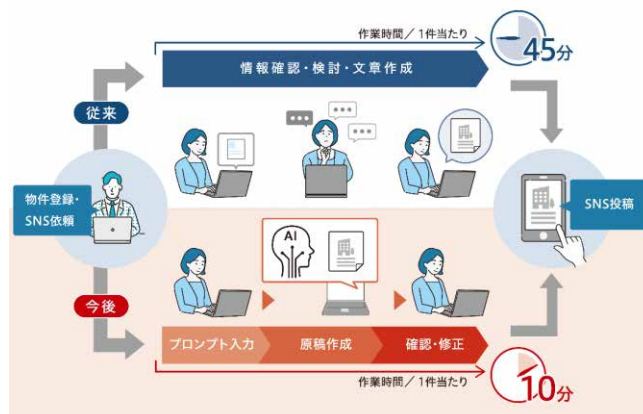 作業時間/1件当たり
45分
情報確認・検討・文章作成
従来
物件登録・
SNS依頼
SNS投稿
AI
今後
プロンプト入力
原稿作成
確認・修正
作業時間/1件当たり
10分